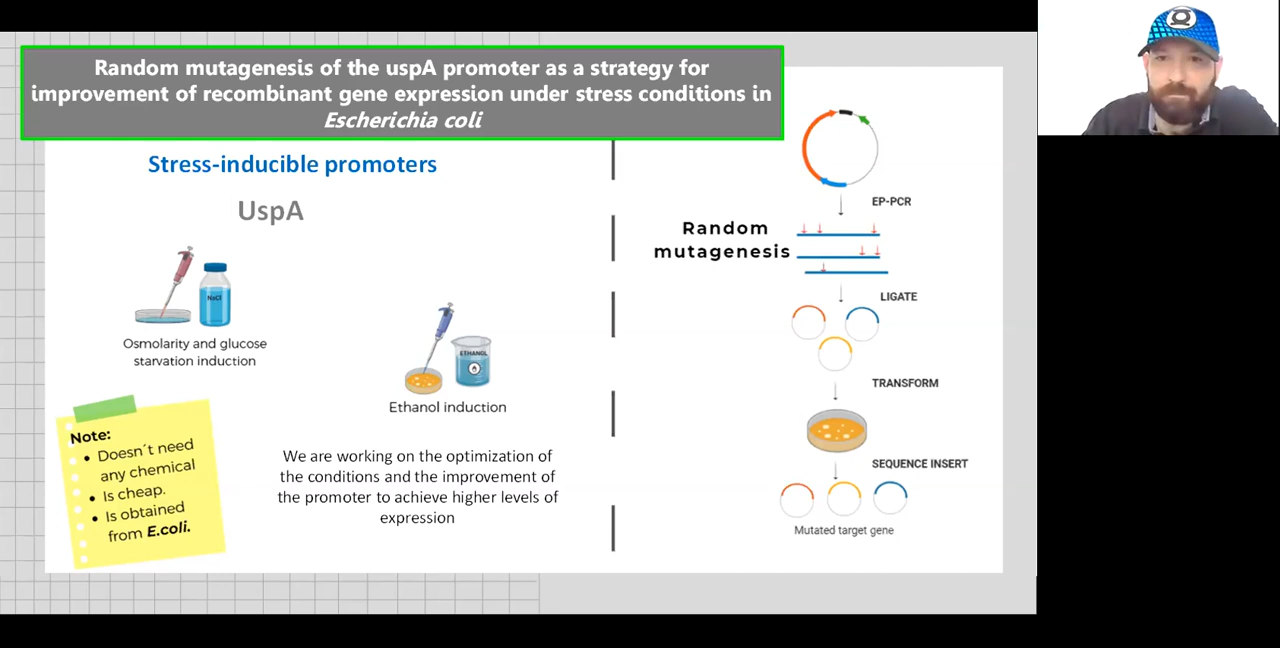 Random mutagenesis of the uspA promoter as a strategy for
improvement of recombinant gene expression under stress conditions in
Escherichia coli
Stress-inducible promoters
UspA
NaCl
Osmolarity and glucose
starvation induction
ETHANOL
Ethanol induction
Note:
• Doesn´t need
any chemical
• Is cheap.
• Is obtained
from E.coli.
We are working on the optimization of
the conditions and the improvement of
the promoter to achieve higher levels of
expression
Random
mutagenesis
EP-PCR
LIGATE
TRANSFORM
SEQUENCE INSERT
Mutated target gene